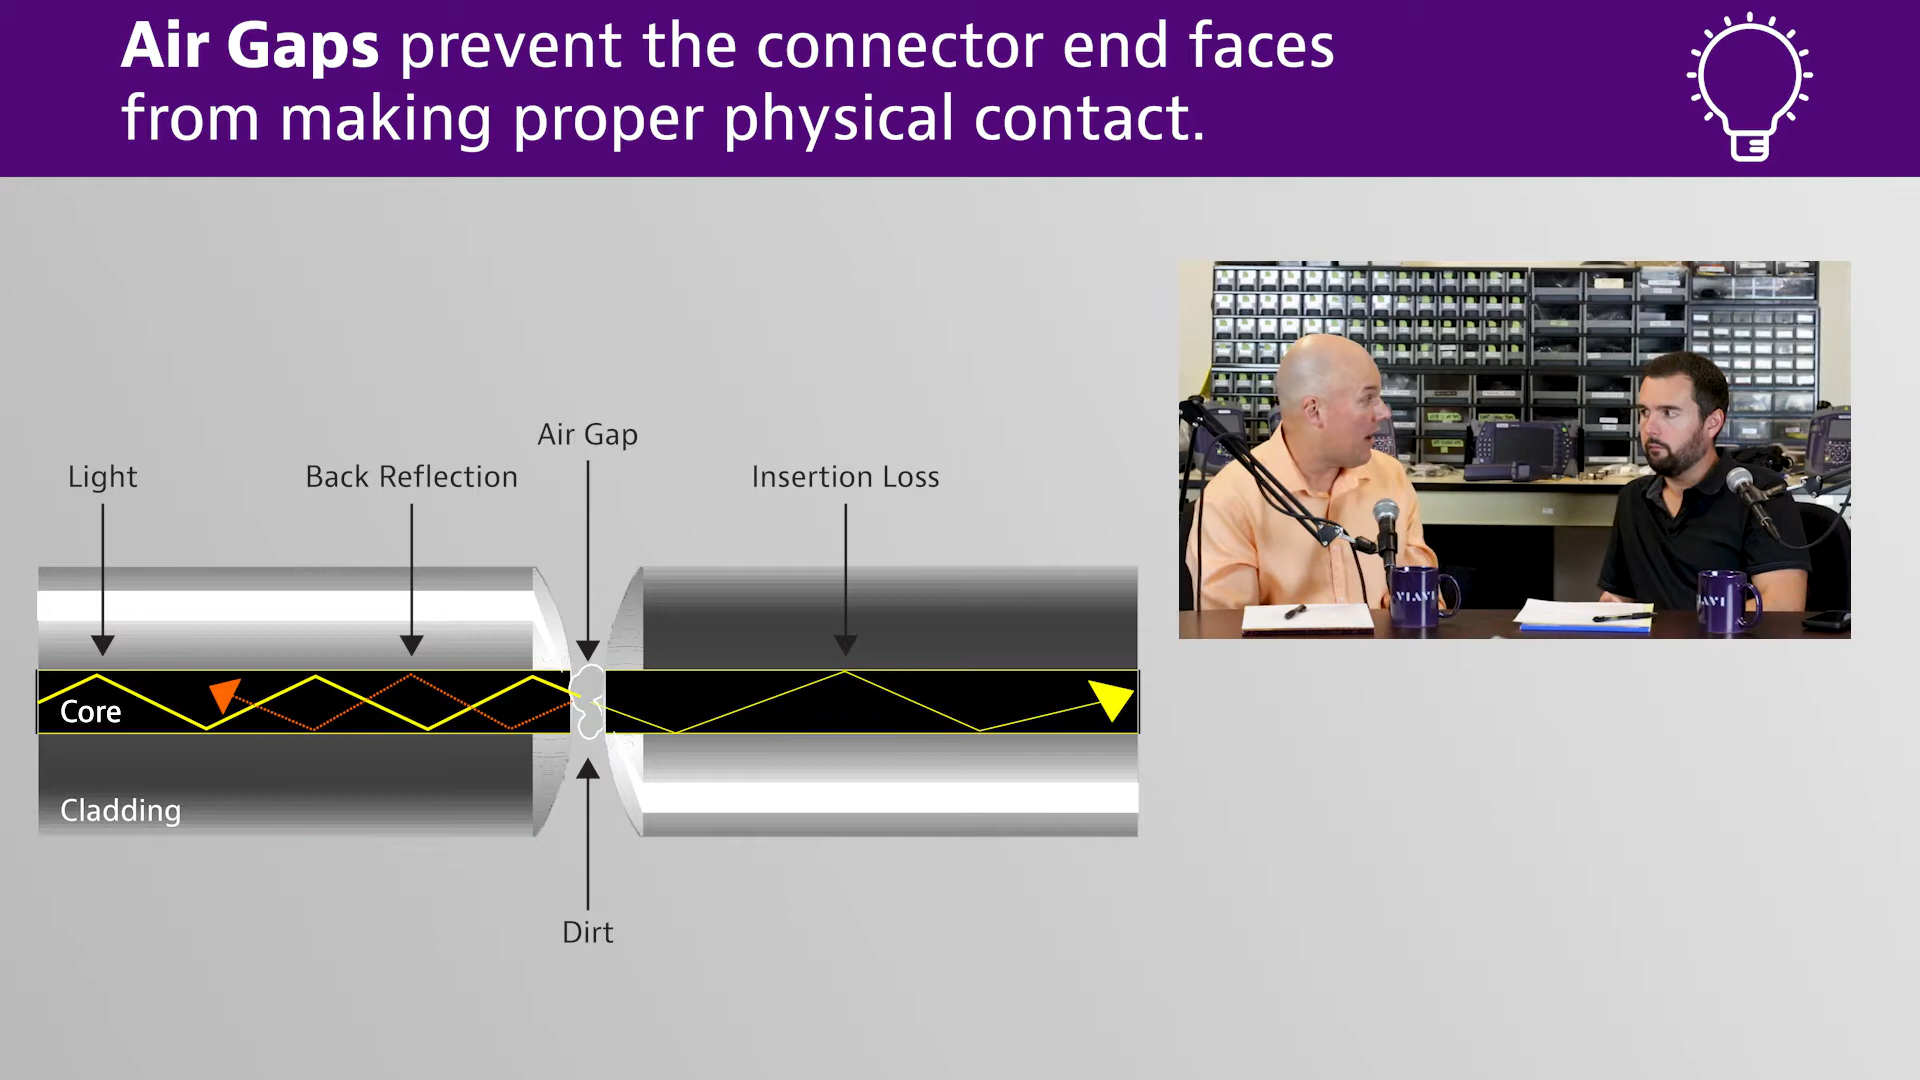 Air Gaps prevent the connector end faces
from making proper physical contact.
Air Gap
Light
Back Reflection
Insertion Loss
Core
Cladding
Dirt
VIAVI